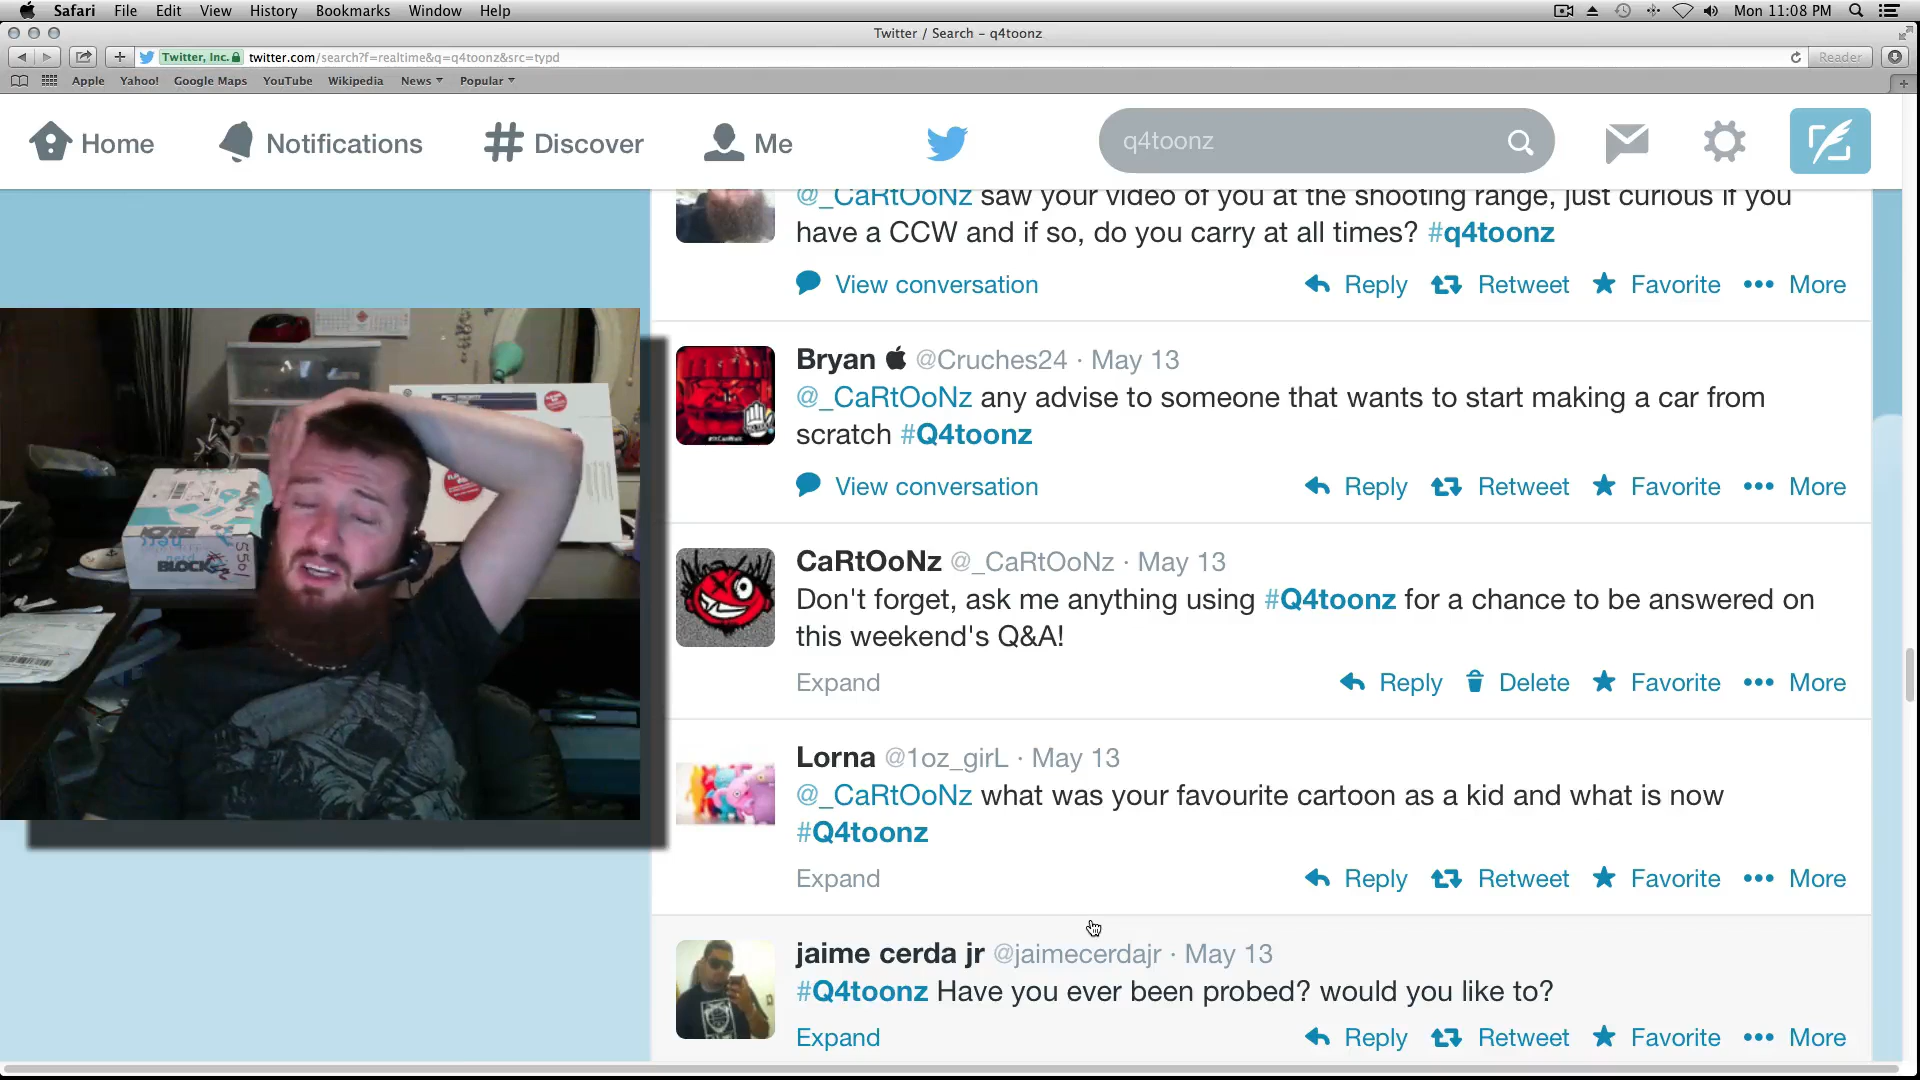 Safari File Edit View History Bookmarks Window Help Mon 11:08 PM
Twitter / Search – q4toonz
Twitter, Inc. twitter.com/search?f=realtime&q=q4toonz&src=typd Reader
Apple Yahoo! Google Maps YouTube Wikipedia News Popular
Home Notifications Discover Me q4toonz
@_CaRtOoNz saw your video of you at the shooting range, just curious if you
have a CCW and if so, do you carry at all times? #q4toonz
View conversation Reply Retweet Favorite More
Bryan @Cruches24 · May 13
@_CaRtOoNz any advise to someone that wants to start making a car from
scratch #Q4toonz
View conversation Reply Retweet Favorite More
CaRtOoNz @_CaRtOoNz · May 13
Don't forget, ask me anything using #Q4toonz for a chance to be answered on
this weekend's Q&A!
Expand Reply Delete Favorite More
Lorna @1oz_girL · May 13
@_CaRtOoNz what was your favourite cartoon as a kid and what is now
#Q4toonz
Expand Reply Retweet Favorite More
jaime cerda jr @jaimecerdajr · May 13
#Q4toonz Have you ever been probed? would you like to?
Expand Reply Retweet Favorite More
BLOCK